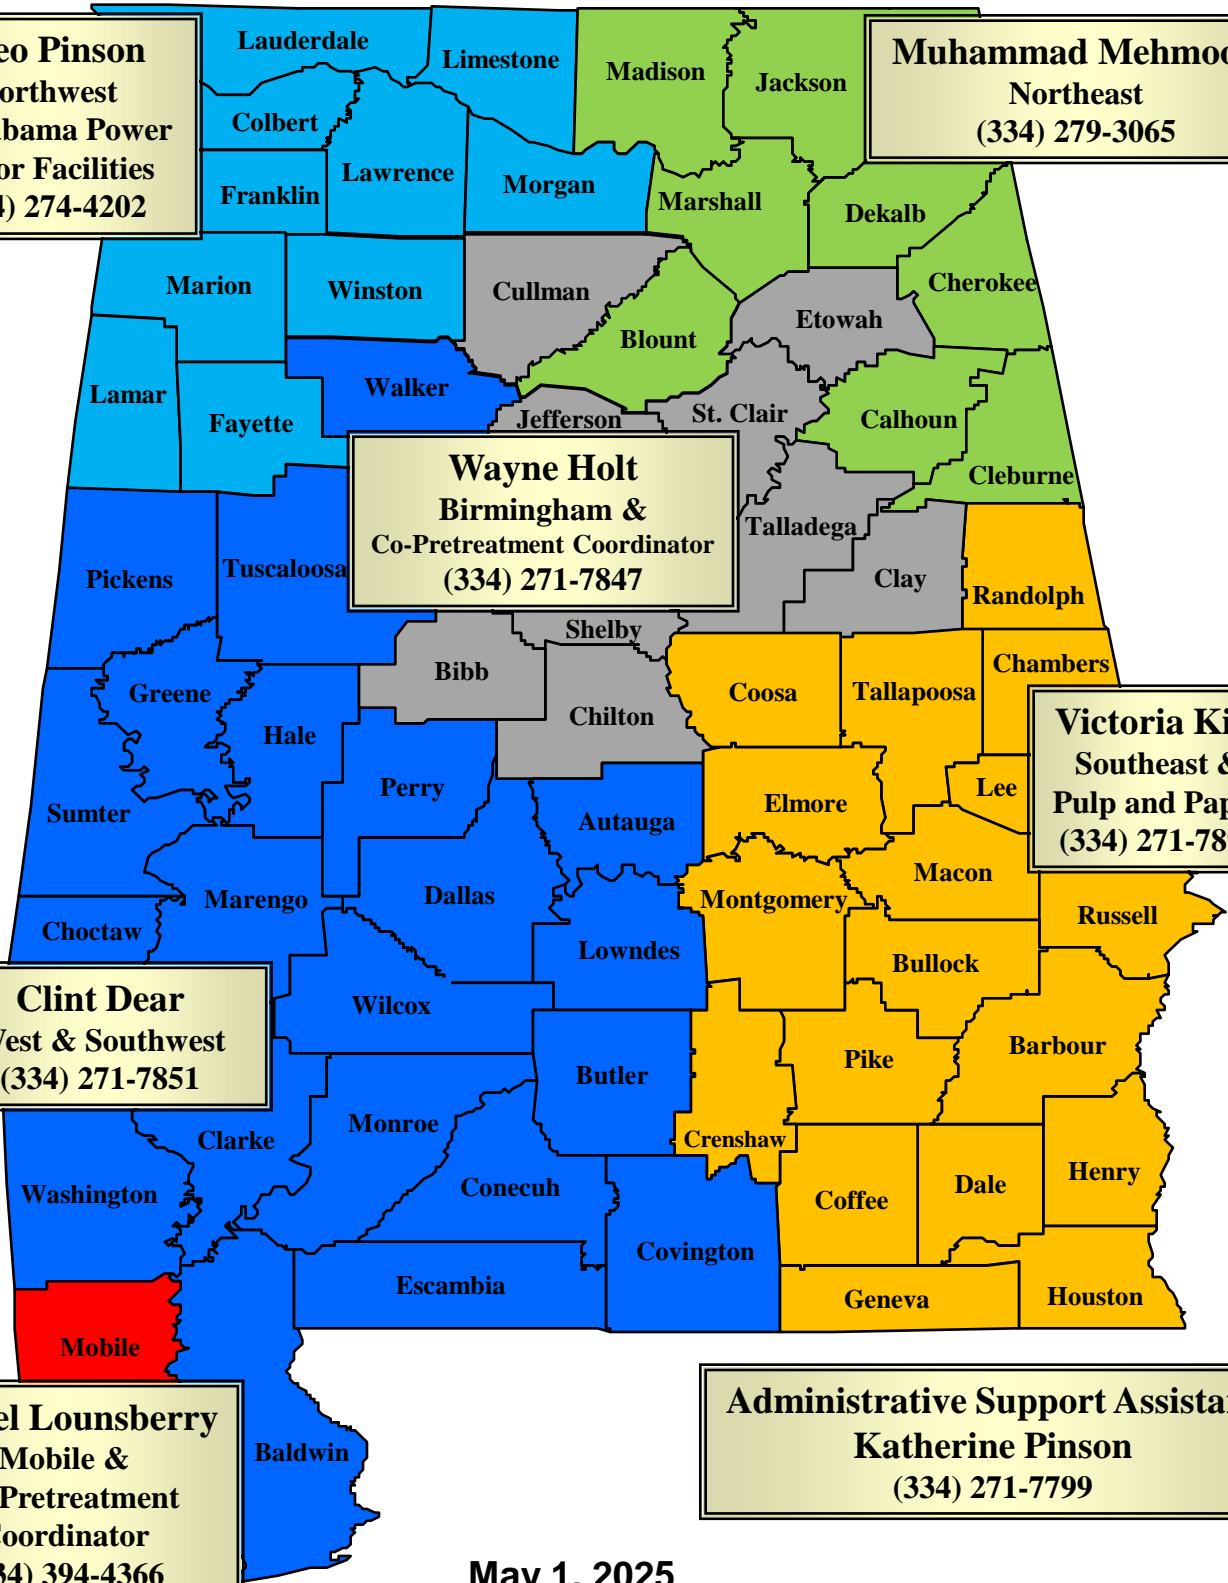 Lauderdale
Limestone
Madison
Jackson
eo Pinson
orthwest
bama Power
or Facilities
4) 274-4202
Muhammad Mehmoo
Northeast
(334) 279-3065
Colbert
Lawrence
Franklin
Morgan
Marshall
Dekalb
Cherokee
Marion
Winston
Cullman
Blount
Etowah
Lamar
Fayette
Walker
Jefferson
St. Clair
Calhoun
Cleburne
Wayne Holt
Birmingham &
Co-Pretreatment Coordinator
(334) 271-7847
Talladega
Clay
Randolph
Pickens
Tuscaloosa
Shelby
Bibb
Chilton
Coosa
Tallapoosa
Chambers
Greene
Hale
Perry
Sumter
Autauga
Elmore
Lee
Victoria Ki
Southeast &
Pulp and Pap
(334) 271-78
Marengo
Dallas
Montgomery
Macon
Russell
Choctaw
Lowndes
Bullock
Clint Dear
West & Southwest
(334) 271-7851
Wilcox
Butler
Pike
Barbour
Clarke
Monroe
Crenshaw
Washington
Conecuh
Coffee
Dale
Henry
Covington
Escambia
Geneva
Houston
Mobile
el Lounsberry
Mobile &
Pretreatment
Coordinator
34) 394-4366
Baldwin
Administrative Support Assista
Katherine Pinson
(334) 271-7799
May 1, 2025